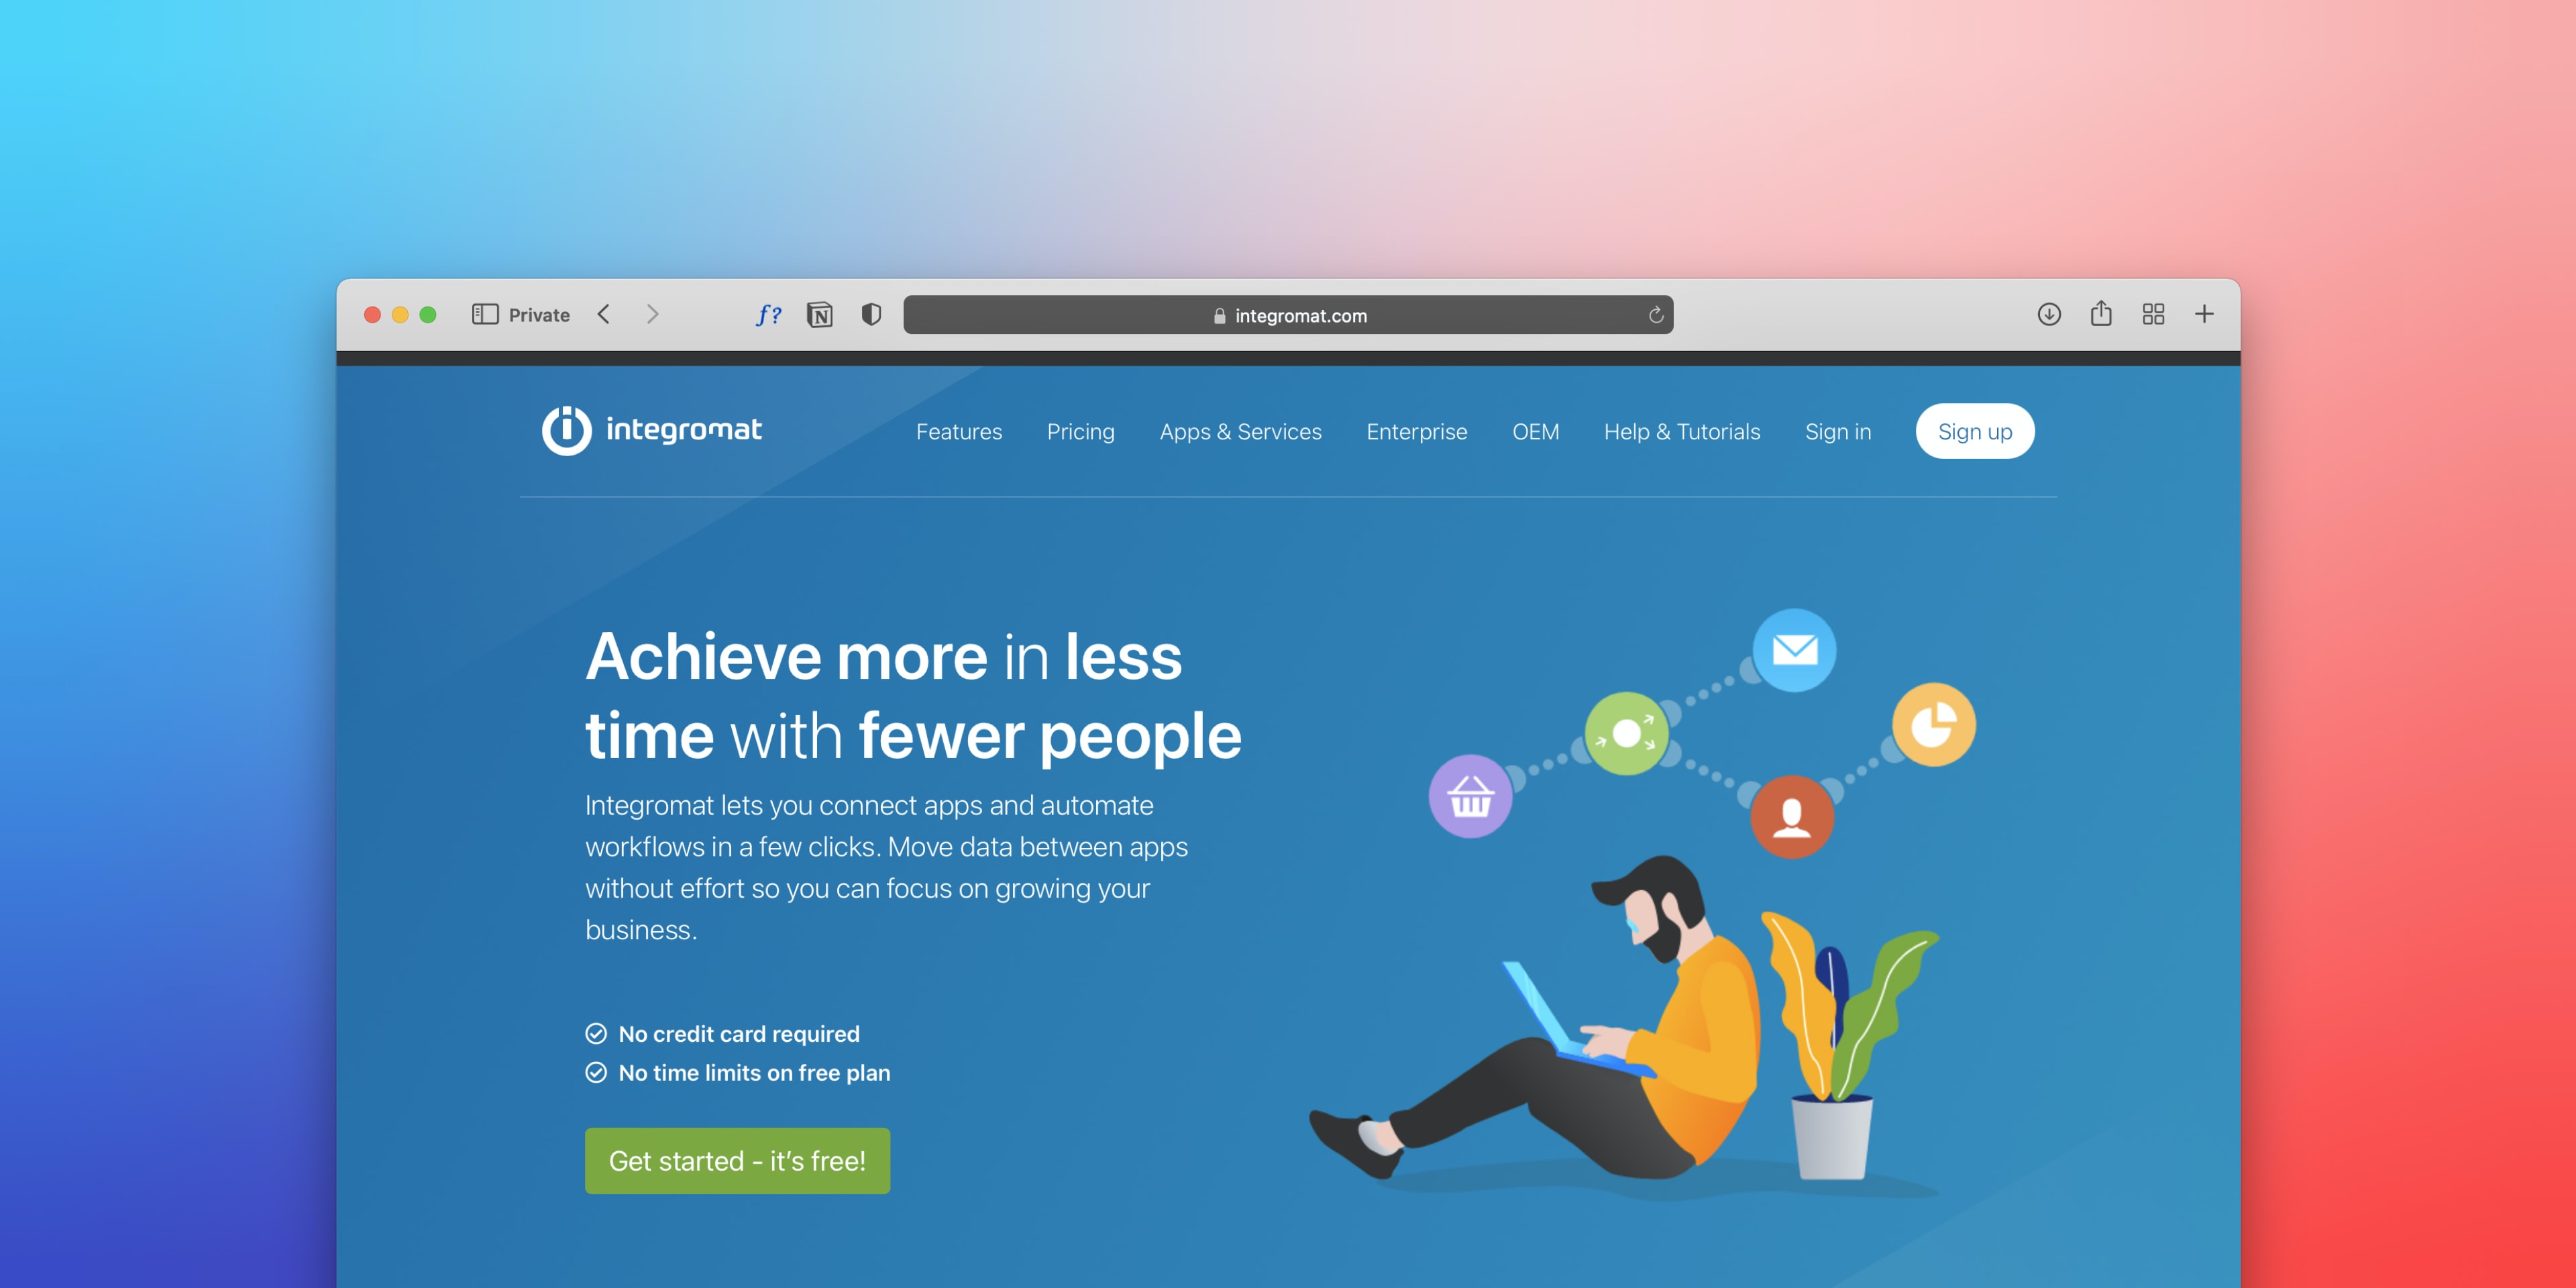 Private
f?
N
integromat.com
integromat
Features
Pricing
Apps & Services
Enterprise
OEM
Help & Tutorials
Sign in
Sign up
Achieve more in less
time with fewer people
Integromat lets you connect apps and automate
workflows in a few clicks. Move data between apps
without effort so you can focus on growing your
business.
No credit card required
No time limits on free plan
Get started - it’s free!